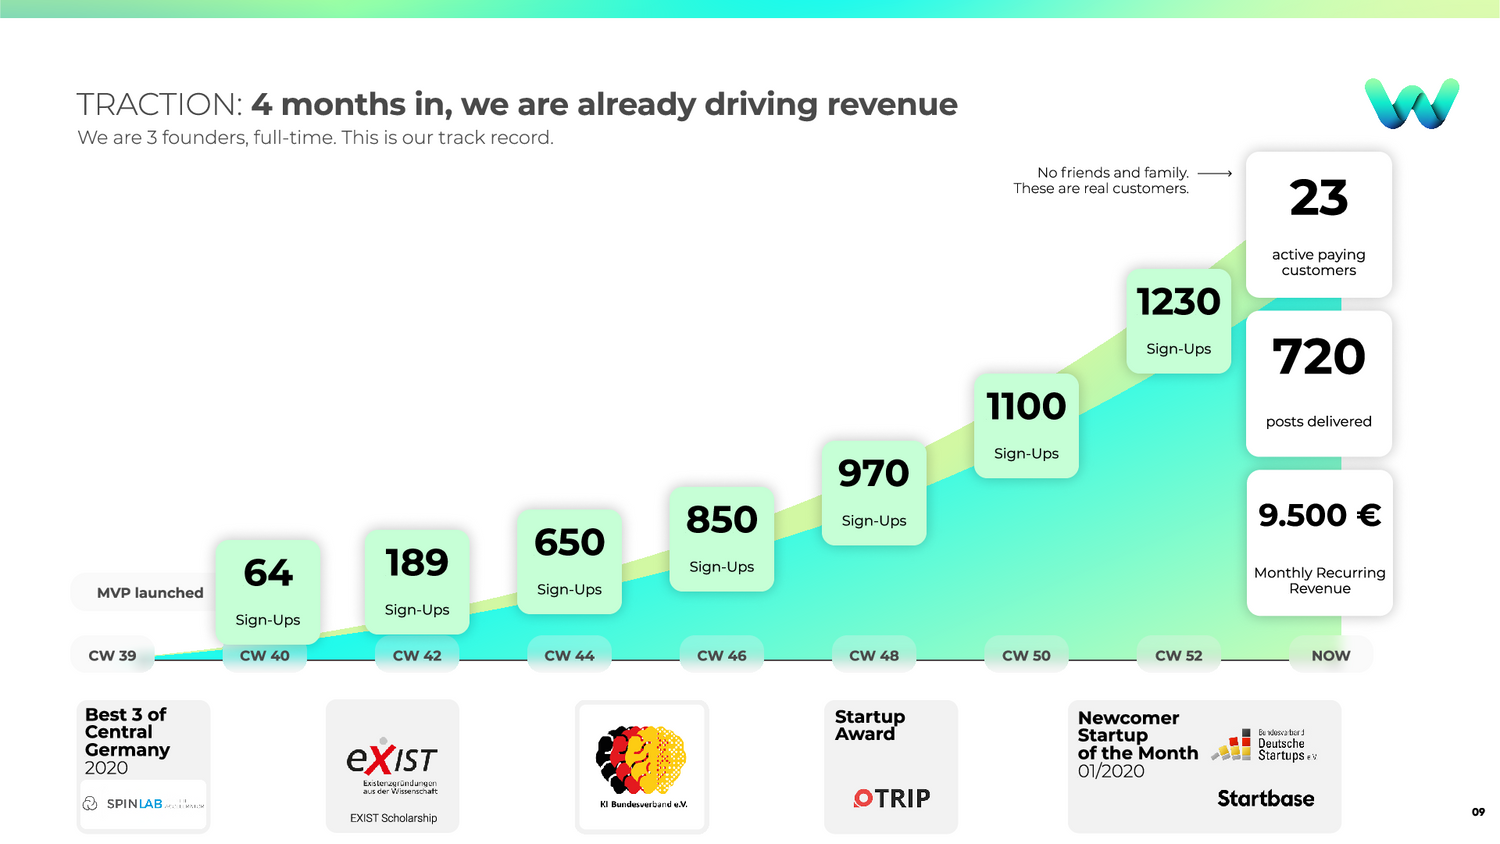 TRACTION: 4 months in, we are already driving revenue
We are 3 founders, full-time. This is our track record.
No friends and family.
These are real customers.
23
active paying
customers
720
posts delivered
9.500 €
Monthly Recurring
Revenue
1230
Sign-Ups
1100
Sign-Ups
970
Sign-Ups
850
Sign-Ups
650
Sign-Ups
189
Sign-Ups
64
Sign-Ups
MVP launched
CW 39
CW 40
CW 42
CW 44
CW 46
CW 48
CW 50
CW 52
NOW
Best 3 of
Central
Germany
2020
SPINLAB
eXIST
Existenzgründungen
aus der Wissenschaft
EXIST Scholarship
KI Bundesverband e.V.
Startup
Award
OTRIP
Newcomer
Startup
of the Month
01/2020
Bundesverband
Deutsche
Startups e.V.
Startbase
09